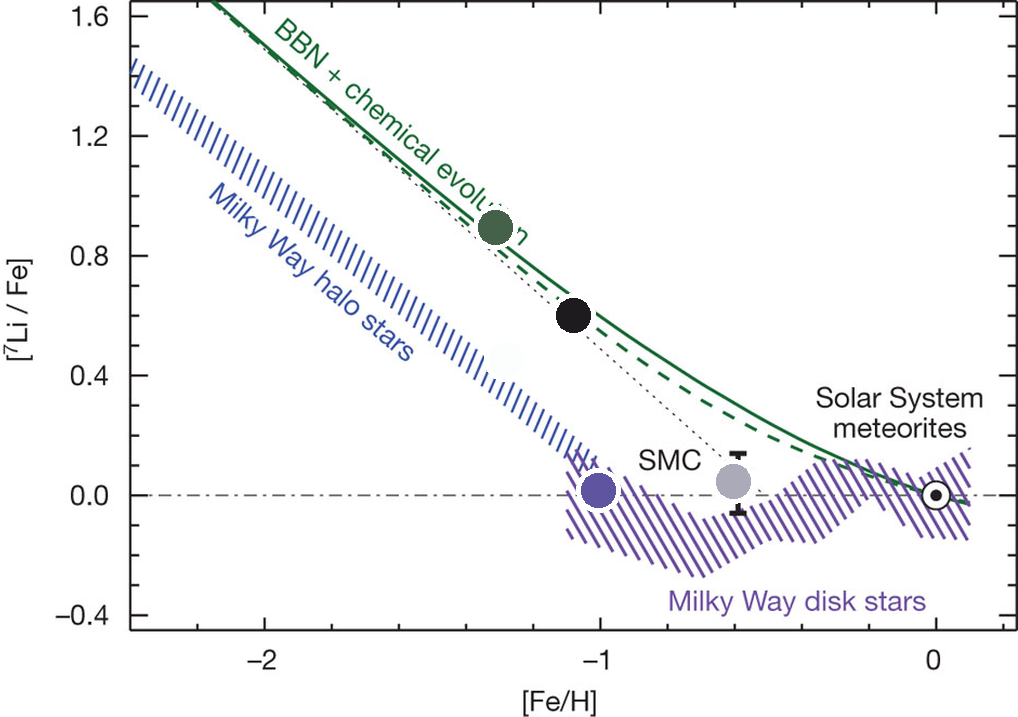 1.6
1.2
0.8
0.4
0.0
−0.4
[⁷Li / Fe]
BBN + chemical
Milky Way halo stars
SMC
Solar System
meteorites
Milky Way disk stars
−2
−1
0
[Fe/H]